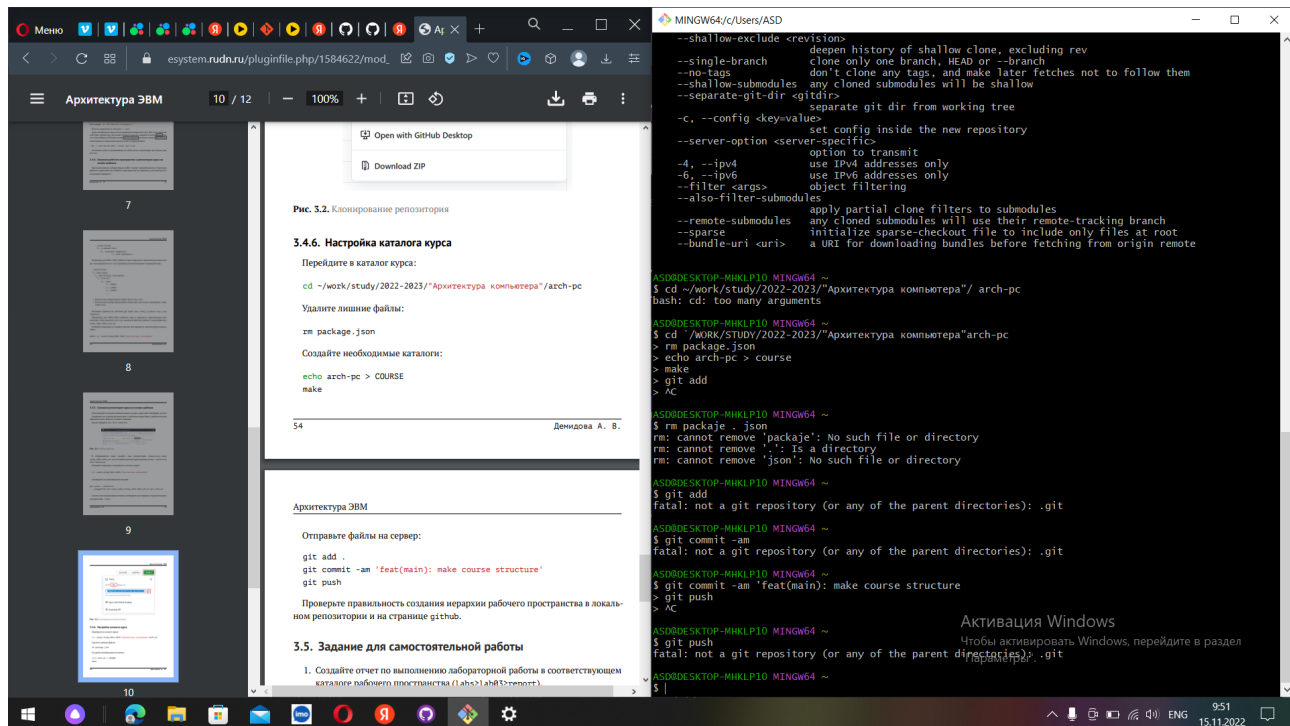 Меню
Ar
esystem.rudn.ru/pluginfile.php/1584622/mod_
Архитектура ЭВМ
10 / 12
100%
7
8
9
10
Open with GitHub Desktop
Download ZIP
Рис. 3.2. Клонирование репозитория
3.4.6. Настройка каталога курса
Перейдите в каталог курса:
cd ~/work/study/2022-2023/"Архитектура компьютера"/arch-pc
Удалите лишние файлы:
rm package.json
Создайте необходимые каталоги:
echo arch-pc > COURSE
make
54
Демидова А. В.
Архитектура ЭВМ
Отправьте файлы на сервер:
git add .
git commit -am 'feat(main): make course structure'
git push
Проверьте правильность создания иерархии рабочего пространства в локаль-
ном репозитории и на странице github.
3.5. Задание для самостоятельной работы
1. Создайте отчет по выполнению лабораторной работы в соответствующем
каталоге рабочего пространства (labs>lab03>report).
MINGW64:/c/Users/ASD
--shallow-exclude <revision>
deepen history of shallow clone, excluding rev
--single-branch clone only one branch, HEAD or --branch
--no-tags don't clone any tags, and make later fetches not to follow them
--shallow-submodules any cloned submodules will be shallow
--separate-git-dir <gitdir>
separate git dir from working tree
-c, --config <key=value>
set config inside the new repository
--server-option <server-specific>
option to transmit
-4, --ipv4 use IPv4 addresses only
-6, --ipv6 use IPv6 addresses only
--filter <args> object filtering
--also-filter-submodules
apply partial clone filters to submodules
--remote-submodules any cloned submodules will use their remote-tracking branch
--sparse initialize sparse-checkout file to include only files at root
--bundle-uri <uri> a URI for downloading bundles before fetching from origin remote
ASD@DESKTOP-MHKLP10 MINGW64 ~
$ cd ~/work/study/2022-2023/"Архитектура компьютера"/ arch-pc
bash: cd: too many arguments
ASD@DESKTOP-MHKLP10 MINGW64 ~
$ cd `/WORK/STUDY/2022-2023/"Архитектура компьютера"arch-pc
> rm package.json
> echo arch-pc > course
> make
> git add
> ^C
ASD@DESKTOP-MHKLP10 MINGW64 ~
$ rm packaje . json
rm: cannot remove 'packaje': No such file or directory
rm: cannot remove '.': Is a directory
rm: cannot remove 'json': No such file or directory
ASD@DESKTOP-MHKLP10 MINGW64 ~
$ git add
fatal: not a git repository (or any of the parent directories): .git
ASD@DESKTOP-MHKLP10 MINGW64 ~
$ git commit -am
fatal: not a git repository (or any of the parent directories): .git
ASD@DESKTOP-MHKLP10 MINGW64 ~
$ git commit -am 'feat(main): make course structure
> git push
> ^C
ASD@DESKTOP-MHKLP10 MINGW64 ~
$ git push
fatal: not a git repository (or any of the parent directories): .git
ASD@DESKTOP-MHKLP10 MINGW64 ~
$
Активация Windows
Чтобы активировать Windows, перейдите в раздел
"Параметры".
ENG
9:51
15.11.2022